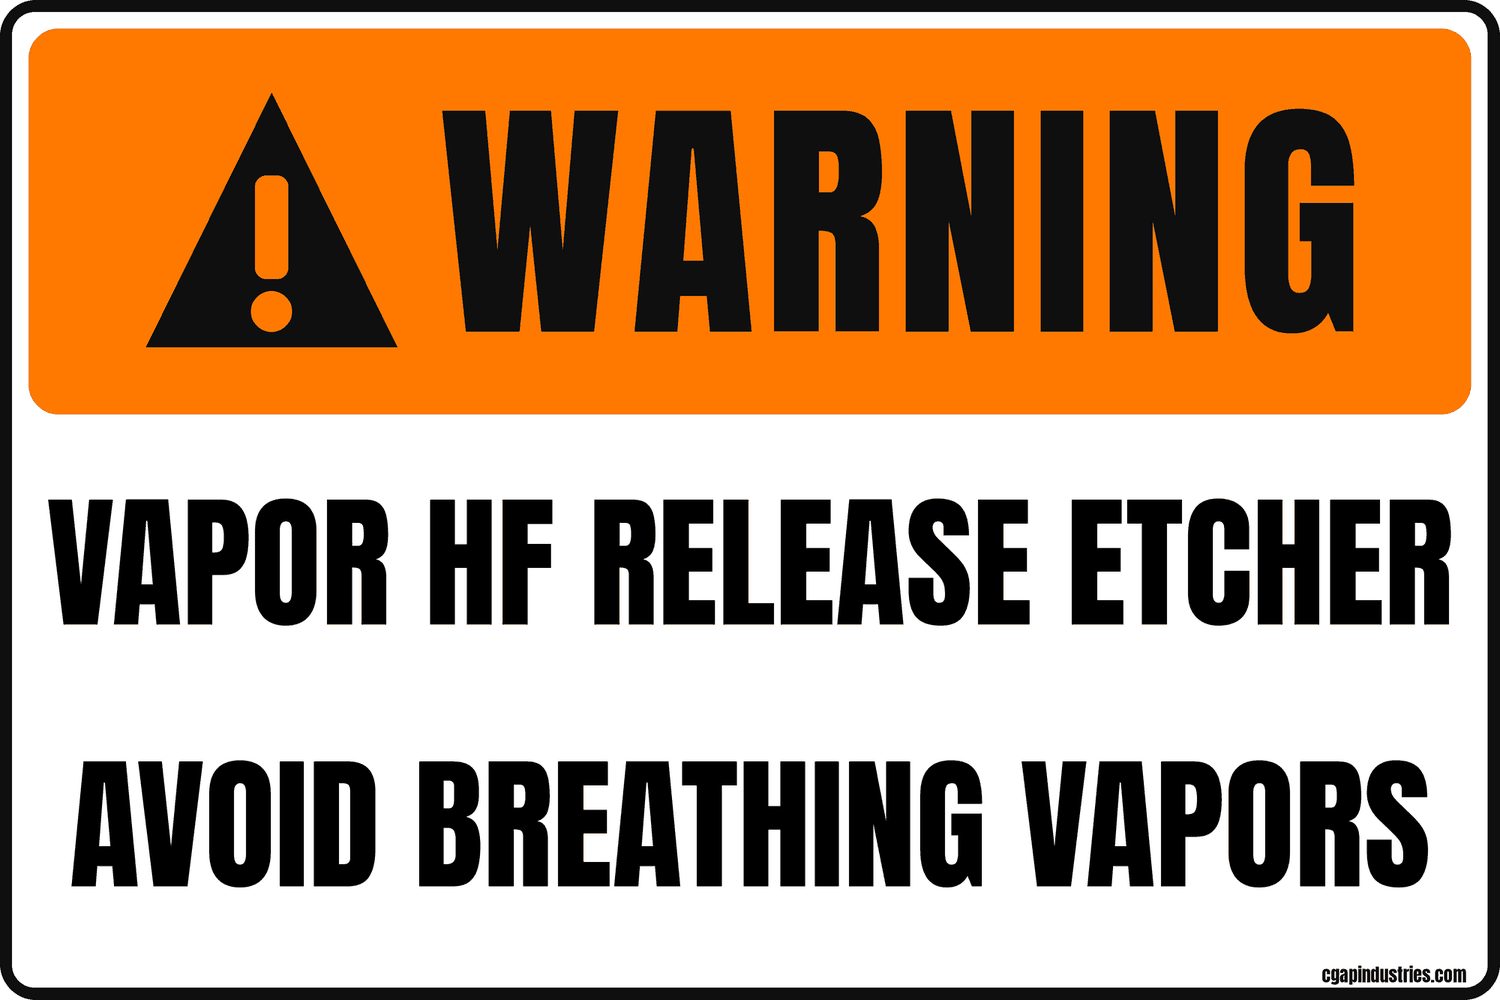 WARNING
VAPOR HF RELEASE ETCHER
AVOID BREATHING VAPORS
cgapindustries.com